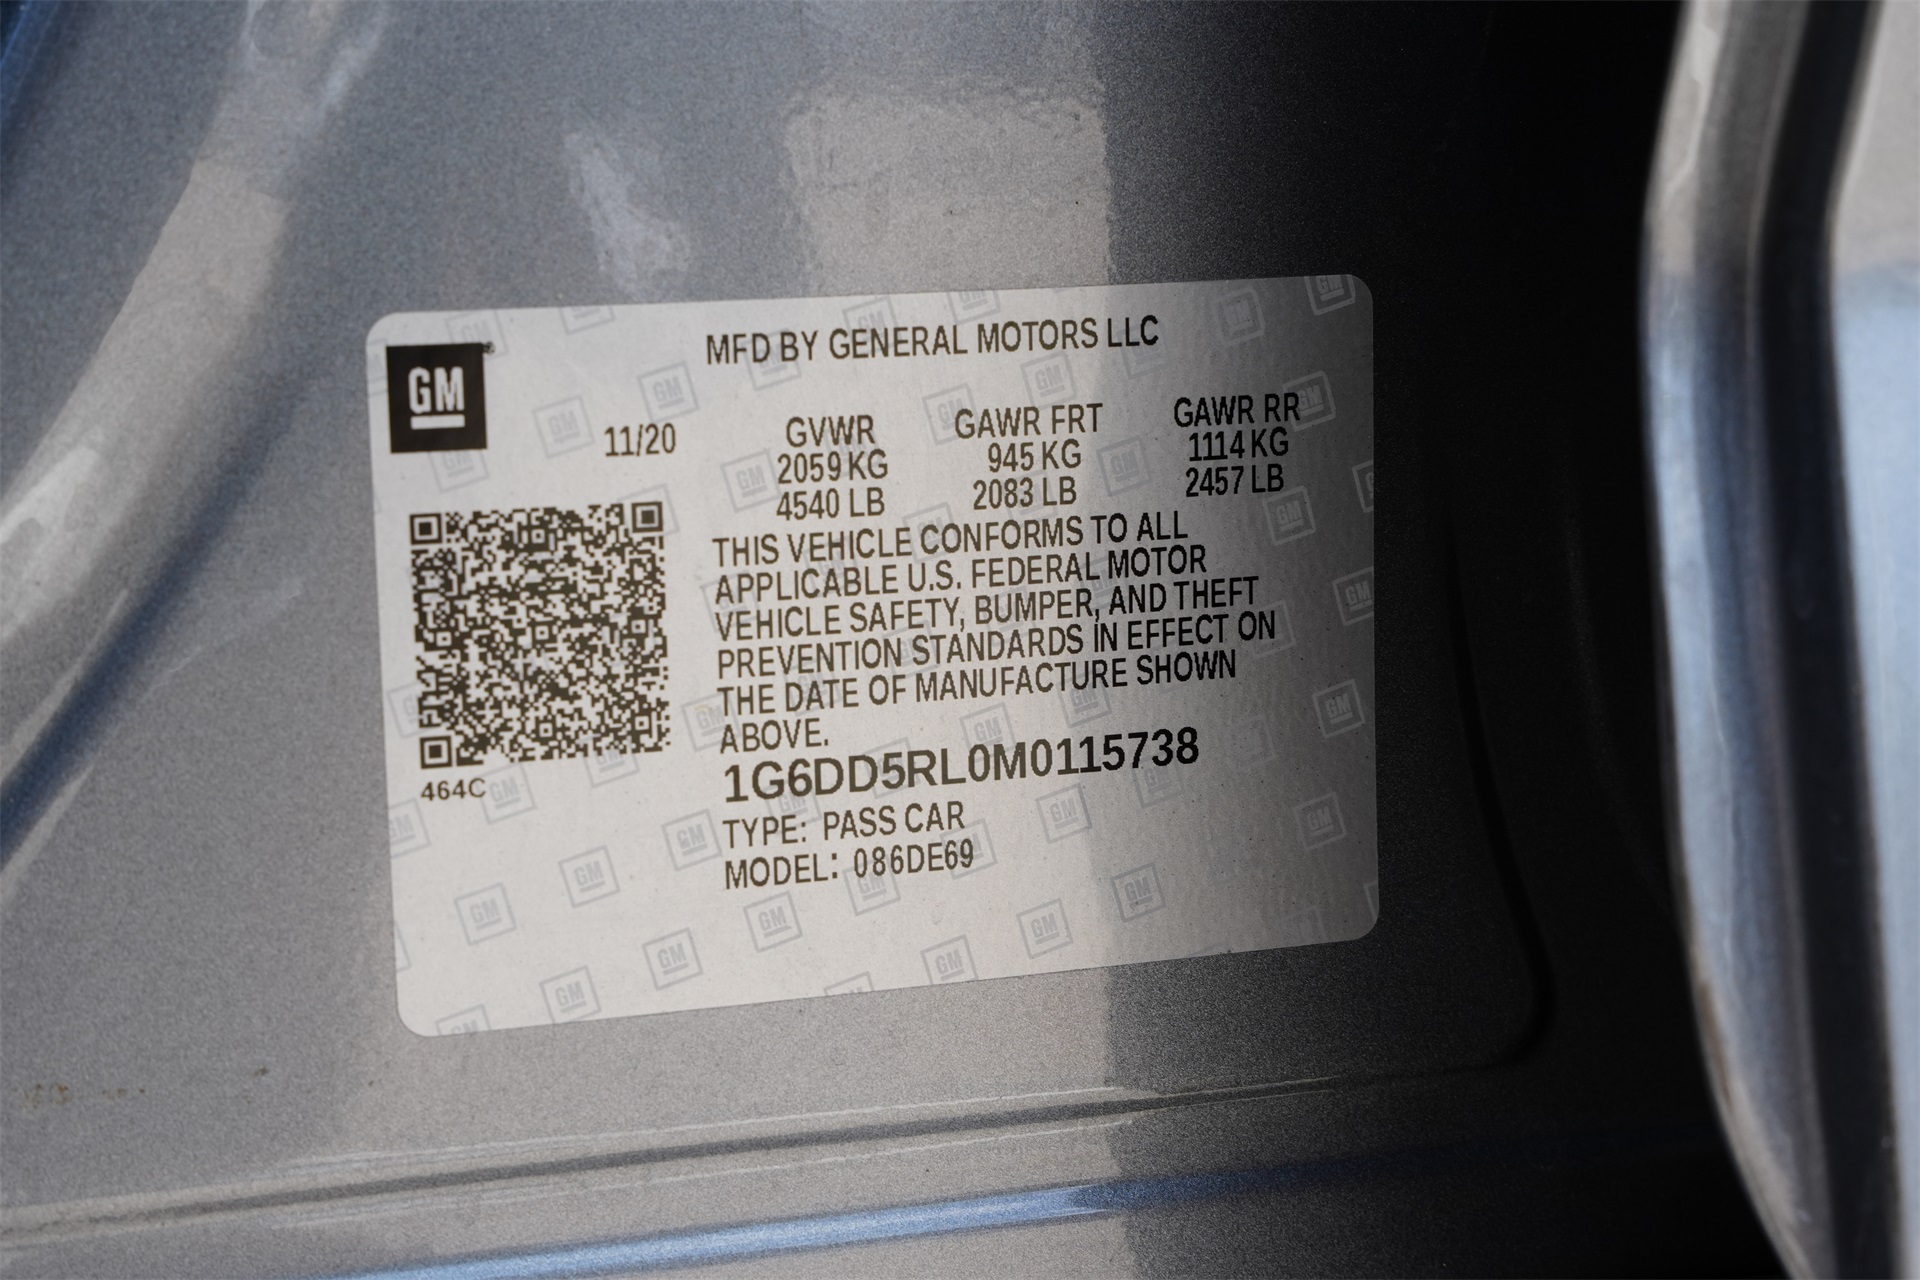 MFD BY GENERAL MOTORS LLC
GM
11/20
GVWR
2059 KG
4540 LB
GAWR FRT
945 KG
2083 LB
GAWR RR
1114 KG
2457 LB
THIS VEHICLE CONFORMS TO ALL
APPLICABLE U.S. FEDERAL MOTOR
VEHICLE SAFETY, BUMPER, AND THEFT
PREVENTION STANDARDS IN EFFECT ON
THE DATE OF MANUFACTURE SHOWN
ABOVE.
1G6DD5RL0M0115738
464C
TYPE: PASS CAR
MODEL: 086DE69